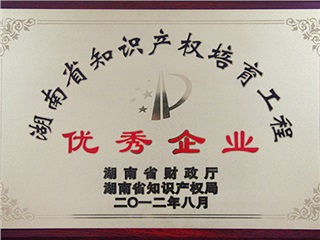 湖南省知识产权培育工程
优秀企业
湖南省财政厅
湖南省知识产权局
二〇一二年八月